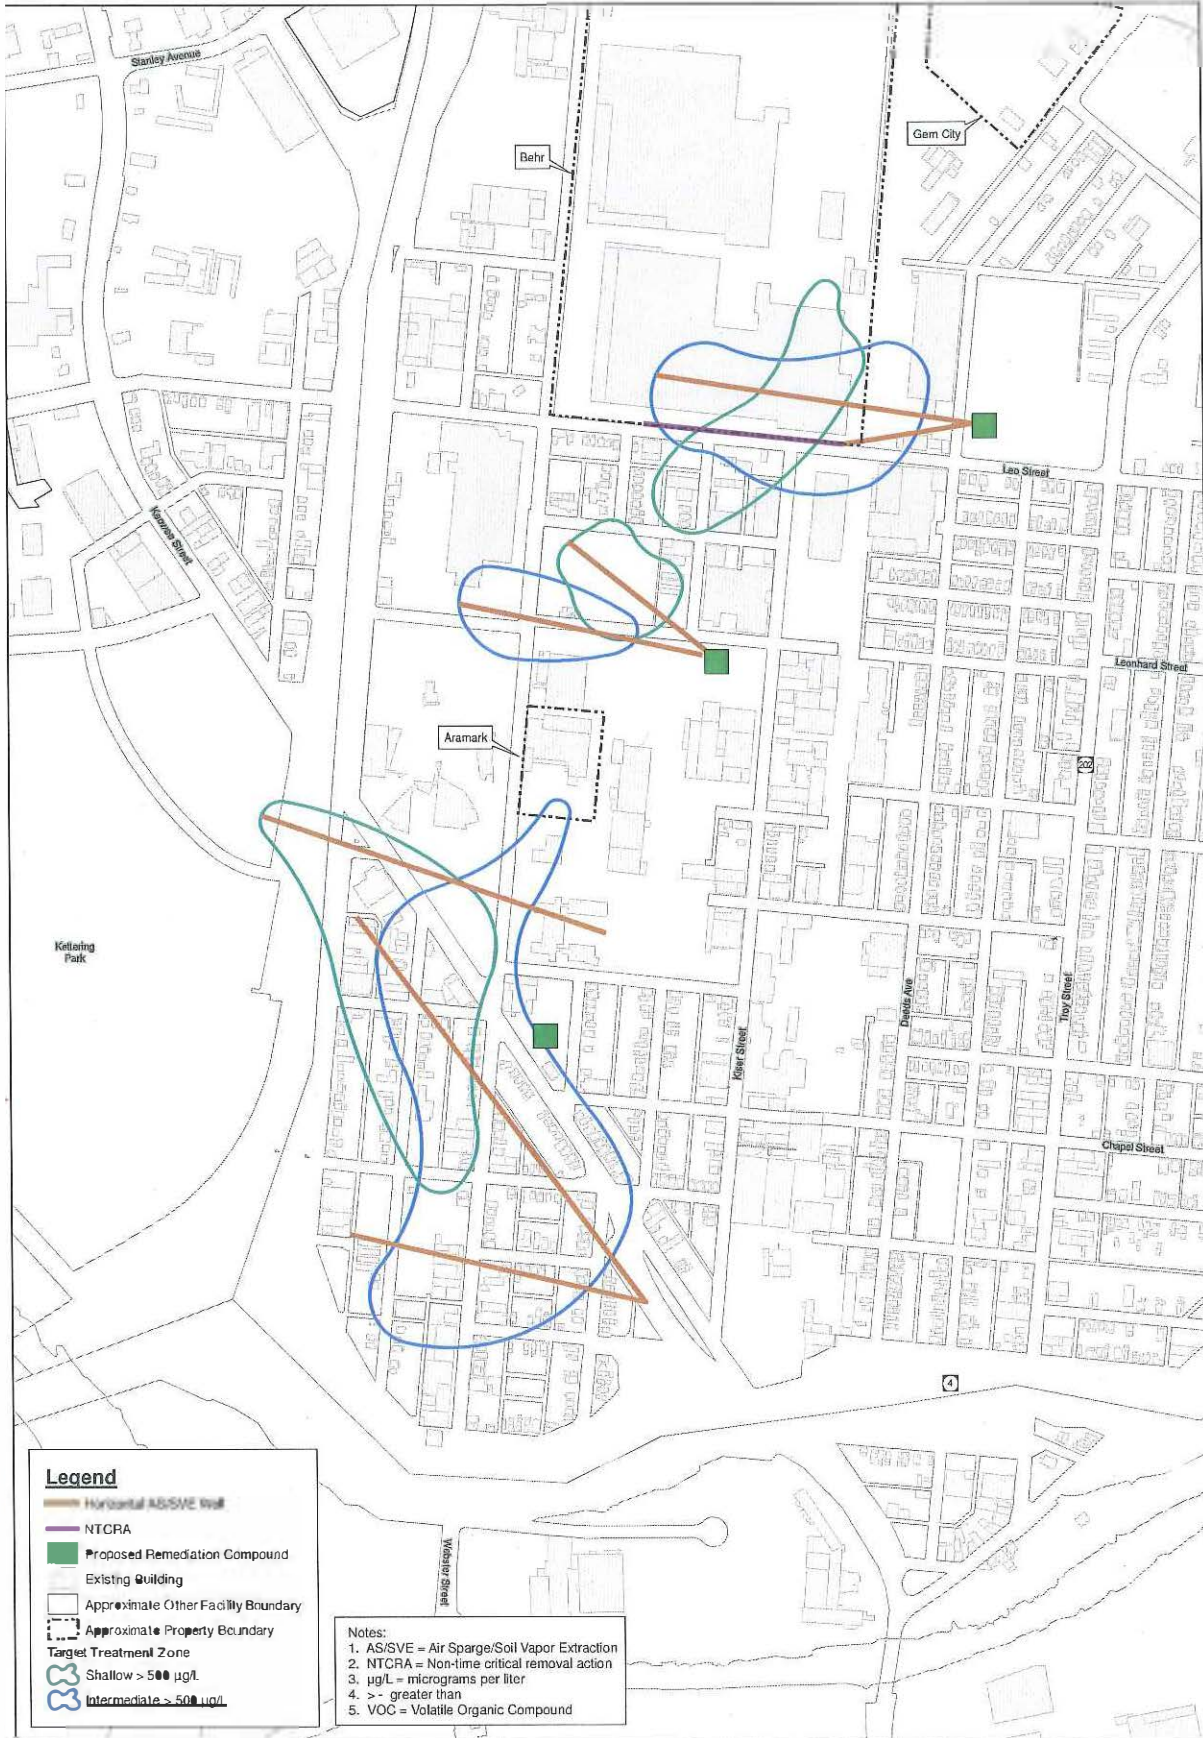 Stanley Avenue
Behr
Gem City
Leo Street
Keowee Street
Leonhard Street
Aramark
202
Kettering
Park
Deeds Ave
Troy Street
Kiser Street
Chapel Street
4
Webster Street
Legend
Horizontal AS/SVE Well
NTCRA
Proposed Remediation Compound
Existing Building
Approximate Other Facility Boundary
Approximate Property Boundary
Target Treatment Zone
Shallow > 500 µg/L
Intermediate > 500 µg/L
Notes:
1. AS/SVE = Air Sparge/Soil Vapor Extraction
2. NTCRA = Non-time critical removal action
3. µg/L = micrograms per liter
4. >- greater than
5. VOC = Volatile Organic Compound